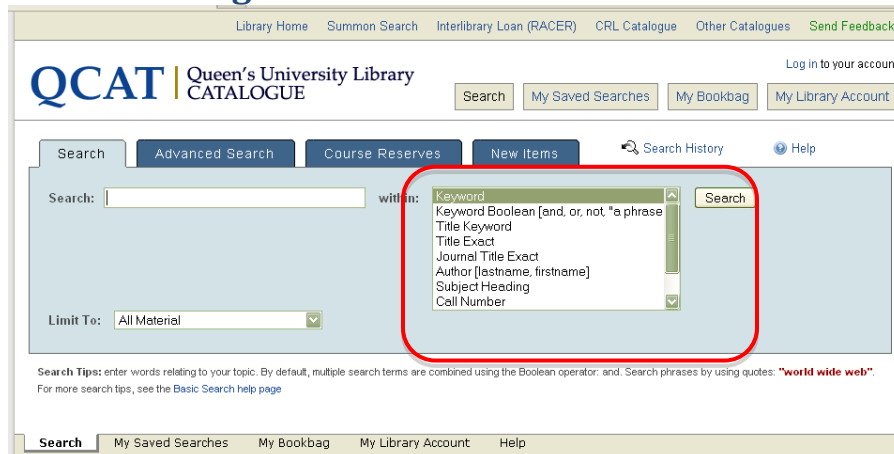 Library Home Summon Search Interlibrary Loan (RACER) CRL Catalogue Other Catalogues Send Feedback
Log in to your accoun
QCAT Queen's University Library
CATALOGUE
Search My Saved Searches My Bookbag My Library Account
Search Advanced Search Course Reserves New Items Search History Help
Search: within: Keyword Search
Keyword Boolean [and, or, not, "a phrase
Title Keyword
Title Exact
Journal Title Exact
Author [lastname, firstname]
Subject Heading
Call Number
Limit To: All Material
Search Tips: enter words relating to your topic. By default, multiple search terms are combined using the Boolean operator: and. Search phrases by using quotes: "world wide web".
For more search tips, see the Basic Search help page
Search My Saved Searches My Bookbag My Library Account Help